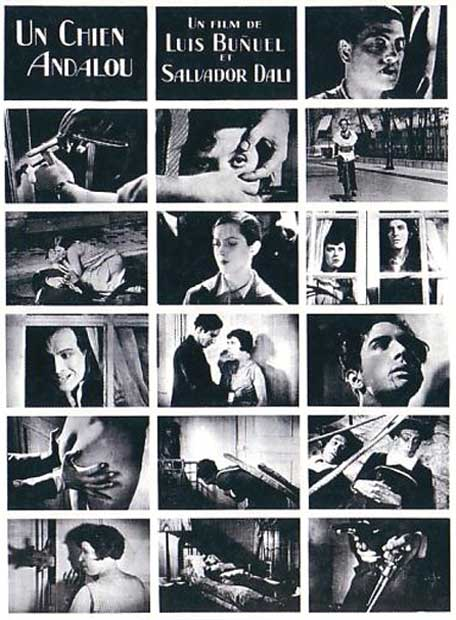 UN CHIEN
ANDALOU
UN FILM DE
LUIS BUÑUEL
ET
SALVADOR DALI